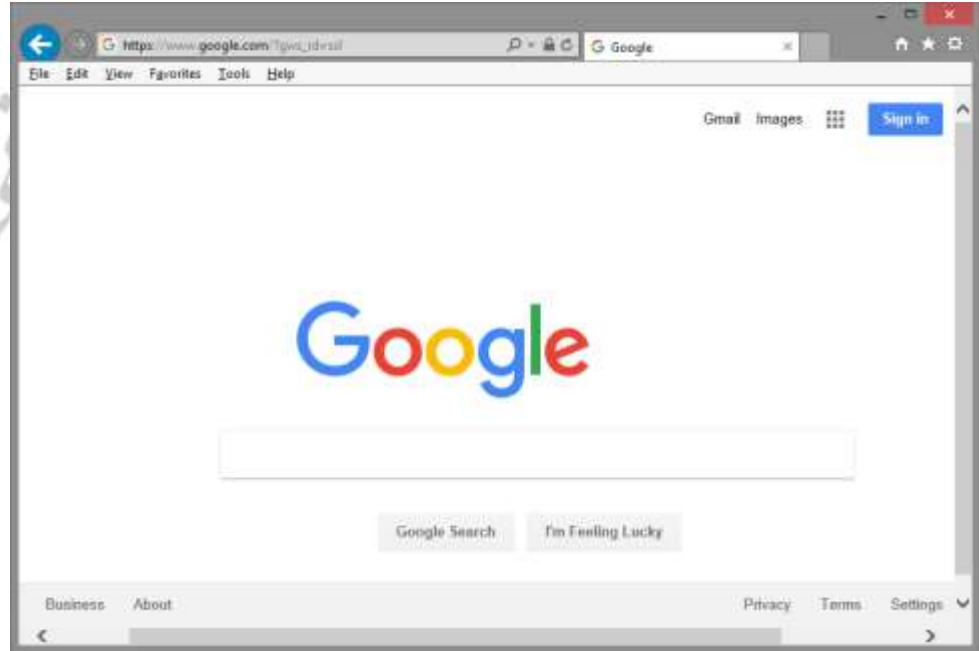 https://www.google.com/?gws_rd=ssl Google
File Edit View Favorites Tools Help
Gmail Images Sign in
Google
Google Search I'm Feeling Lucky
Business About Privacy Terms Settings